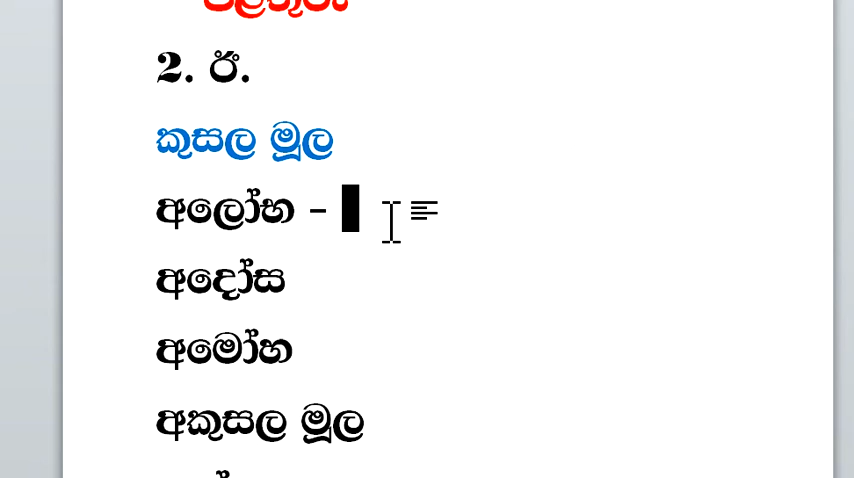 2. ඊ.
කුසල මූල
අලෝභ -
අදෝස
අමෝහ
අකුසල මූල